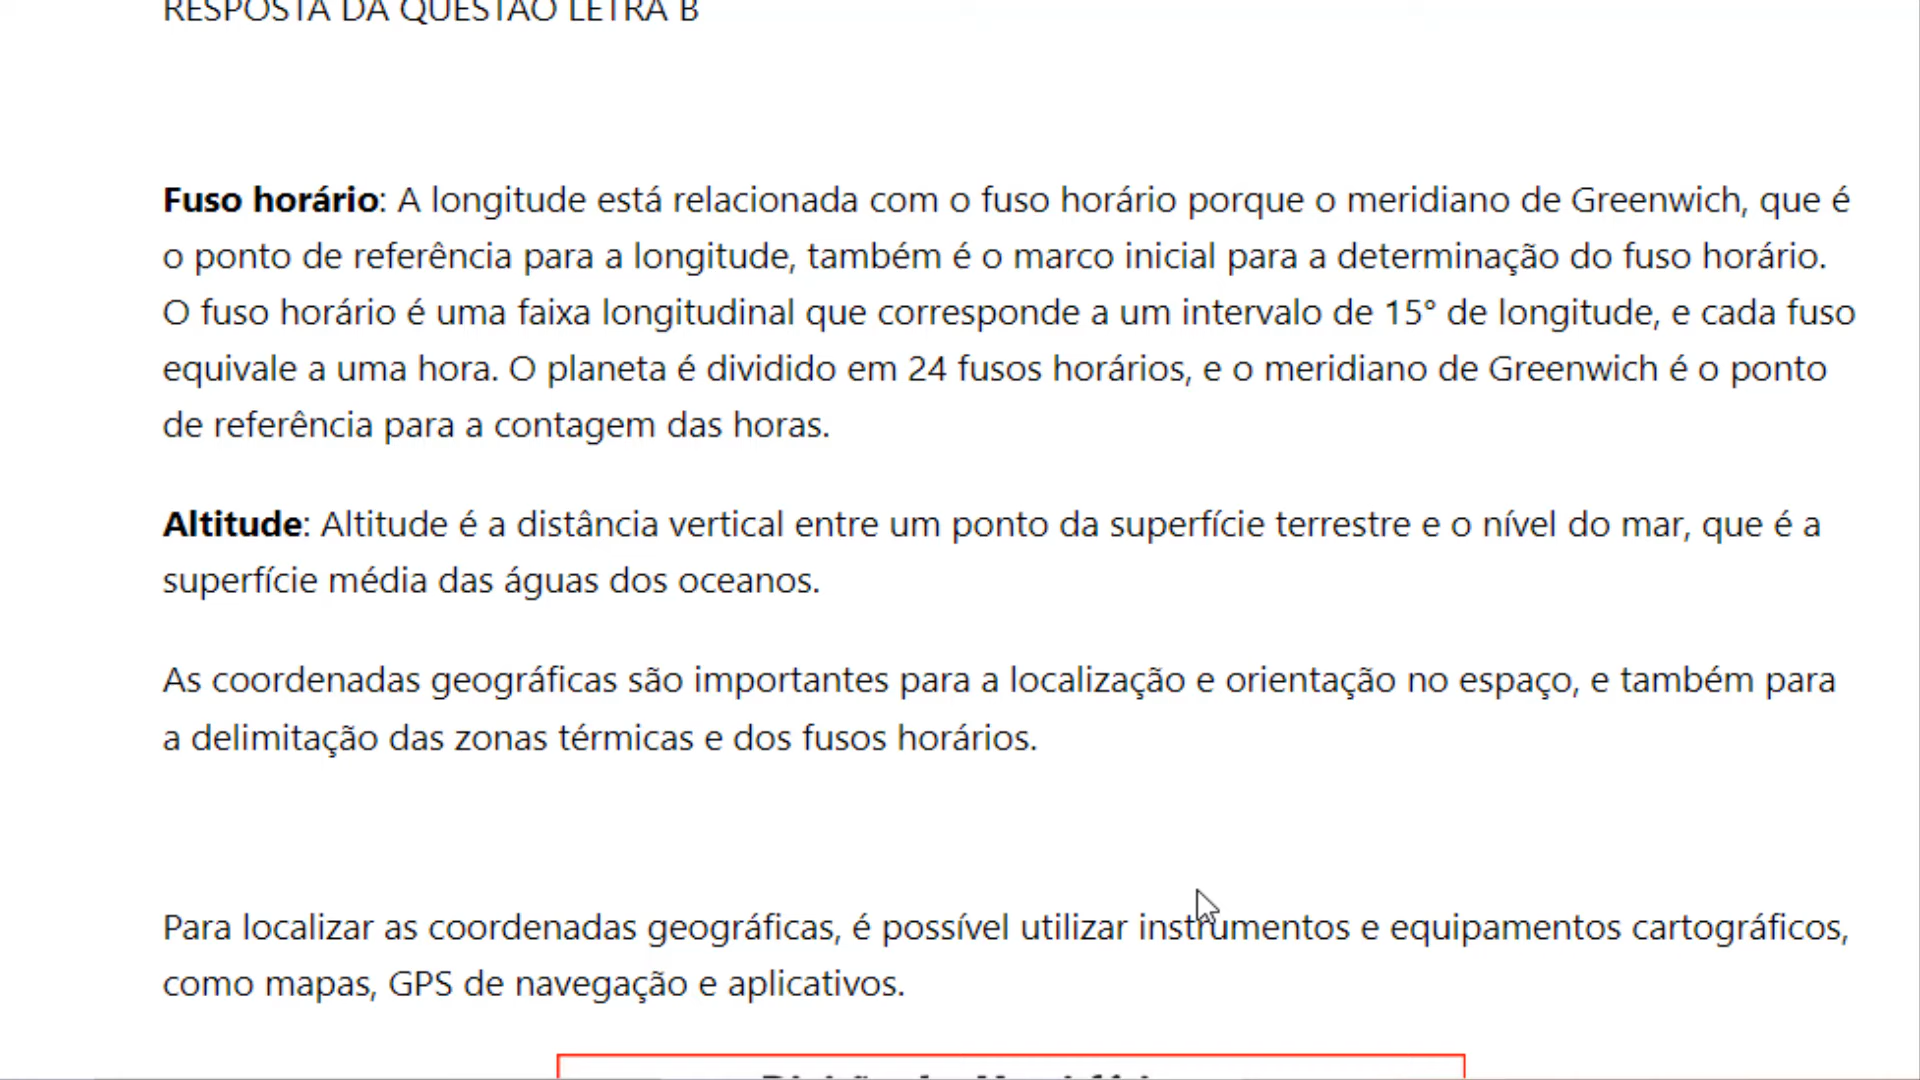 RESPOSTA DA QUESTÃO LETRA B
Fuso horário: A longitude está relacionada com o fuso horário porque o meridiano de Greenwich, que é
o ponto de referência para a longitude, também é o marco inicial para a determinação do fuso horário.
O fuso horário é uma faixa longitudinal que corresponde a um intervalo de 15° de longitude, e cada fuso
equivale a uma hora. O planeta é dividido em 24 fusos horários, e o meridiano de Greenwich é o ponto
de referência para a contagem das horas.
Altitude: Altitude é a distância vertical entre um ponto da superfície terrestre e o nível do mar, que é a
superfície média das águas dos oceanos.
As coordenadas geográficas são importantes para a localização e orientação no espaço, e também para
a delimitação das zonas térmicas e dos fusos horários.
Para localizar as coordenadas geográficas, é possível utilizar instrumentos e equipamentos cartográficos,
como mapas, GPS de navegação e aplicativos.